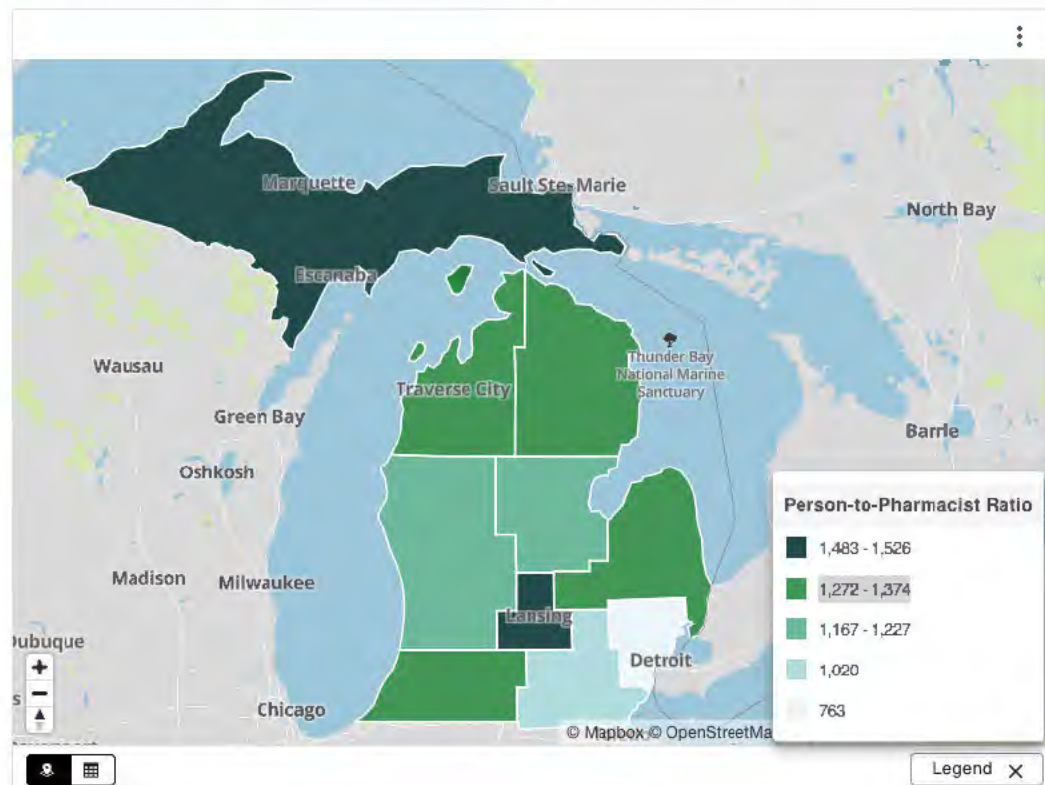 Marquette
Sault Ste-Marie
North Bay
Escanaba
Wausau
Thunder Bay
National Marine
Sanctuary
Traverse City
Green Bay
Barrie
Oshkosh
Person-to-Pharmacist Ratio
1,483 - 1,526
1,272 - 1,374
1,167 - 1,227
1,020
763
Madison
Milwaukee
Lansing
Dubuque
Detroit
Chicago
© Mapbox © OpenStreetMa
Legend X